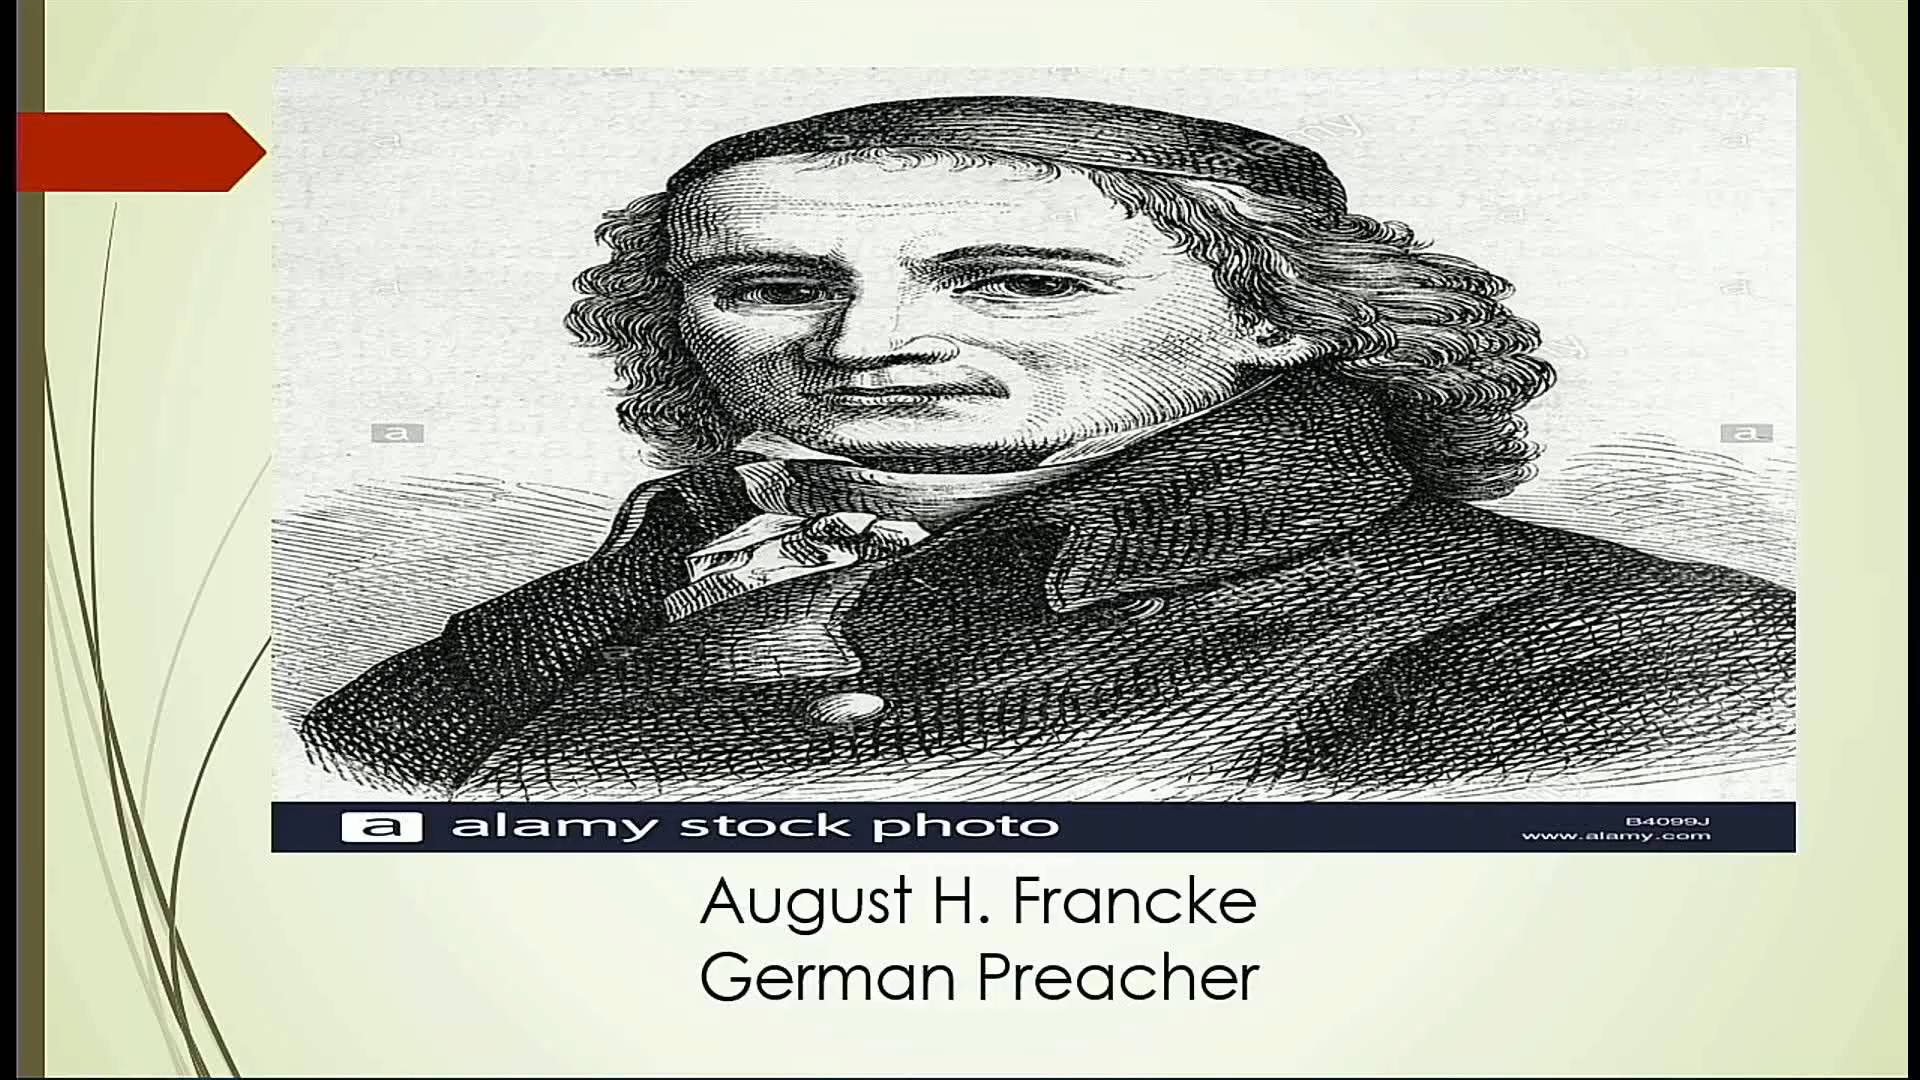 a alamy stock photo
B4099J
www.alamy.com
August H. Francke
German Preacher